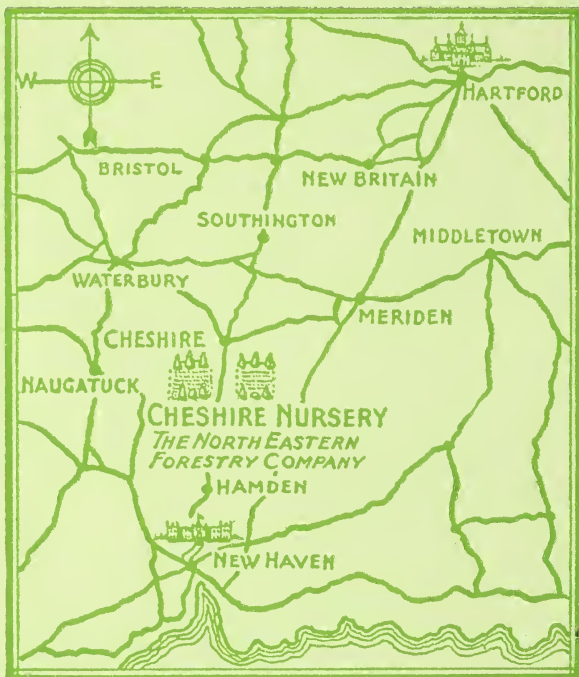 W E
HARTFORD
BRISTOL
NEW BRITAIN
SOUTHINGTON
MIDDLETOWN
WATERBURY
MERIDEN
CHESHIRE
NAUGATUCK
CHESHIRE NURSERY
THE NORTH EASTERN
FORESTRY COMPANY
HAMDEN
NEW HAVEN